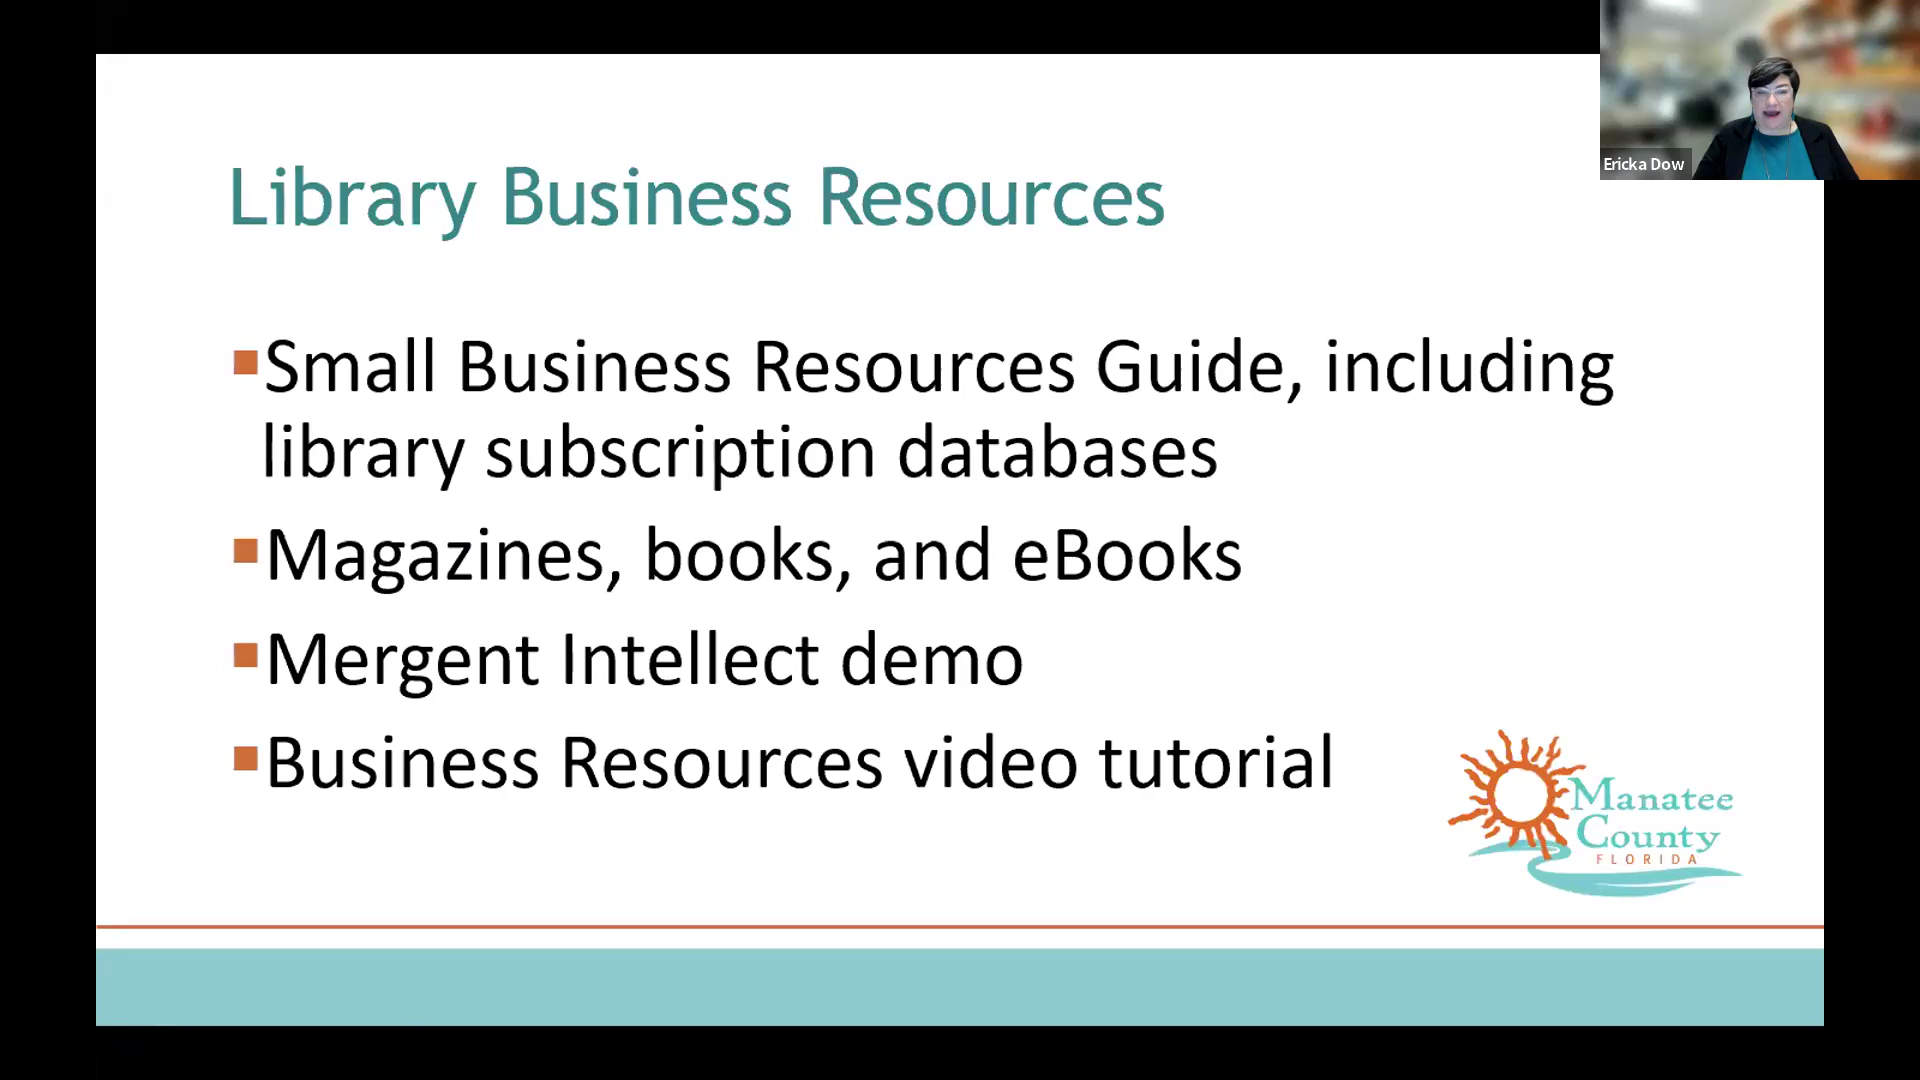 Ericka Dow
Library Business Resources
Small Business Resources Guide, including
library subscription databases
Magazines, books, and eBooks
Mergent Intellect demo
Business Resources video tutorial
Manatee
County
FLORIDA